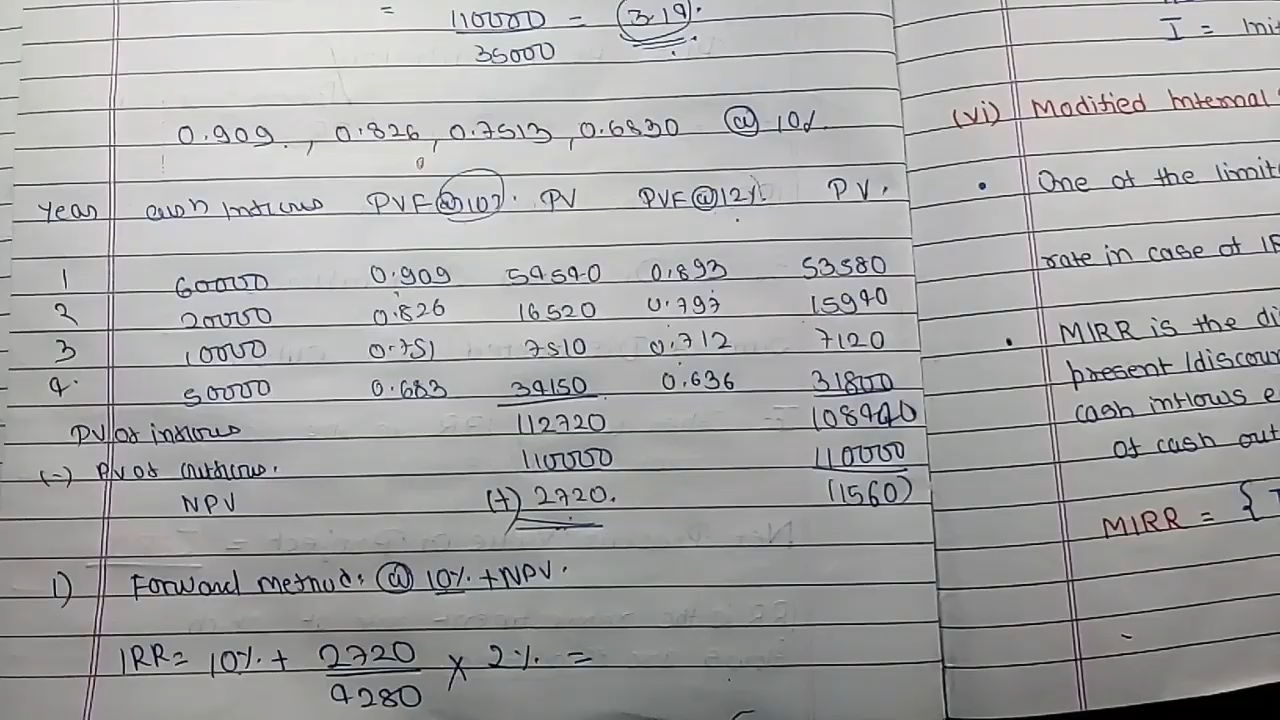 = 110000 = 3.14.
35000
0.909, 0.826, 0.7513, 0.6830 @ 10%
Year cash Inflows PVF @ 10% PV PVF @ 12% PV.
1 60000 0.909 54540 0.893 53580
2 20000 0.826 16520 0.797 15940
3 10000 0.751 7510 0.712 7120
4. 50000 0.683 34150 0.636 31800
PV of inflows 112720 108440
(-) PV of outflows. 110000 110000
NPV (+) 2720. (1560)
1) Forward method: @ 10% +NPV.
IRR = 10% + 2720 × 2% =
4280
I = Ini
(vi) Modified Internal
• One of the limit
rate in case of IR
• MIRR is the di
present /discoun
cash inflows e
of cash out
MIRR = {